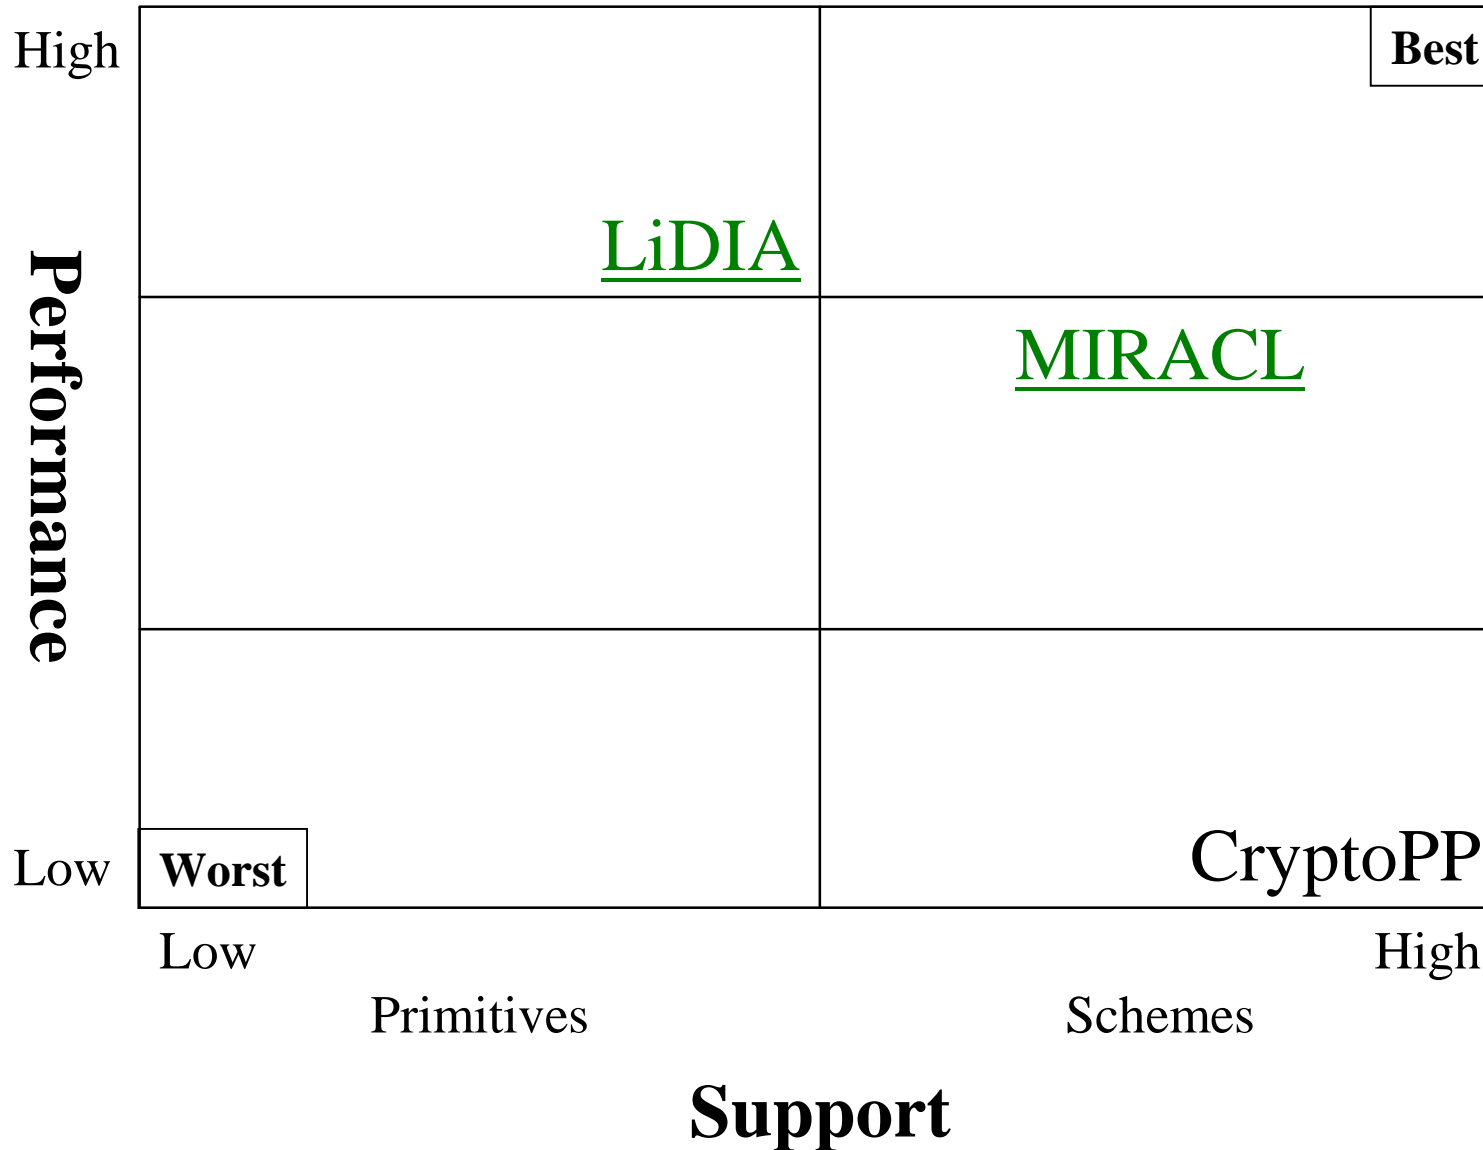 High
Best
LiDIA
Performance
MIRACL
CryptoPP
Low
Worst
Low
High
Primitives
Schemes
Support